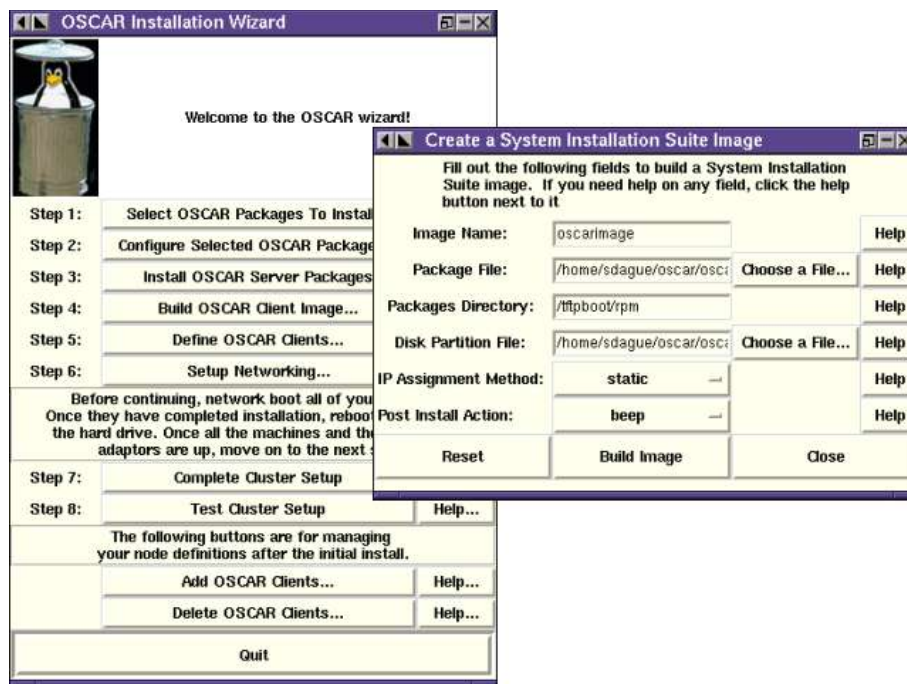 OSCAR Installation Wizard
Welcome to the OSCAR wizard!
Step 1: Select OSCAR Packages To Instal
Step 2: Configure Selected OSCAR Package
Step 3: Install OSCAR Server Packages
Step 4: Build OSCAR Client Image...
Step 5: Define OSCAR Clients...
Step 6: Setup Networking...
Before continuing, network boot all of you
Once they have completed installation, reboot
the hard drive. Once all the machines and the
adaptors are up, move on to the next
Step 7: Complete Cluster Setup
Step 8: Test Cluster Setup Help...
The following buttons are for managing
your node definitions after the initial install.
Add OSCAR Clients... Help...
Delete OSCAR Clients... Help...
Quit
Create a System Installation Suite Image
Fill out the following fields to build a System Installation
Suite image. If you need help on any field, click the help
button next to it
Image Name: oscarimage Help
Package File: /home/sdague/oscar/osca Choose a File... Help
Packages Directory: /tftpboot/rpm Help
Disk Partition File: /home/sdague/oscar/osca Choose a File... Help
IP Assignment Method: static Help
Post Install Action: beep Help
Reset Build Image Close